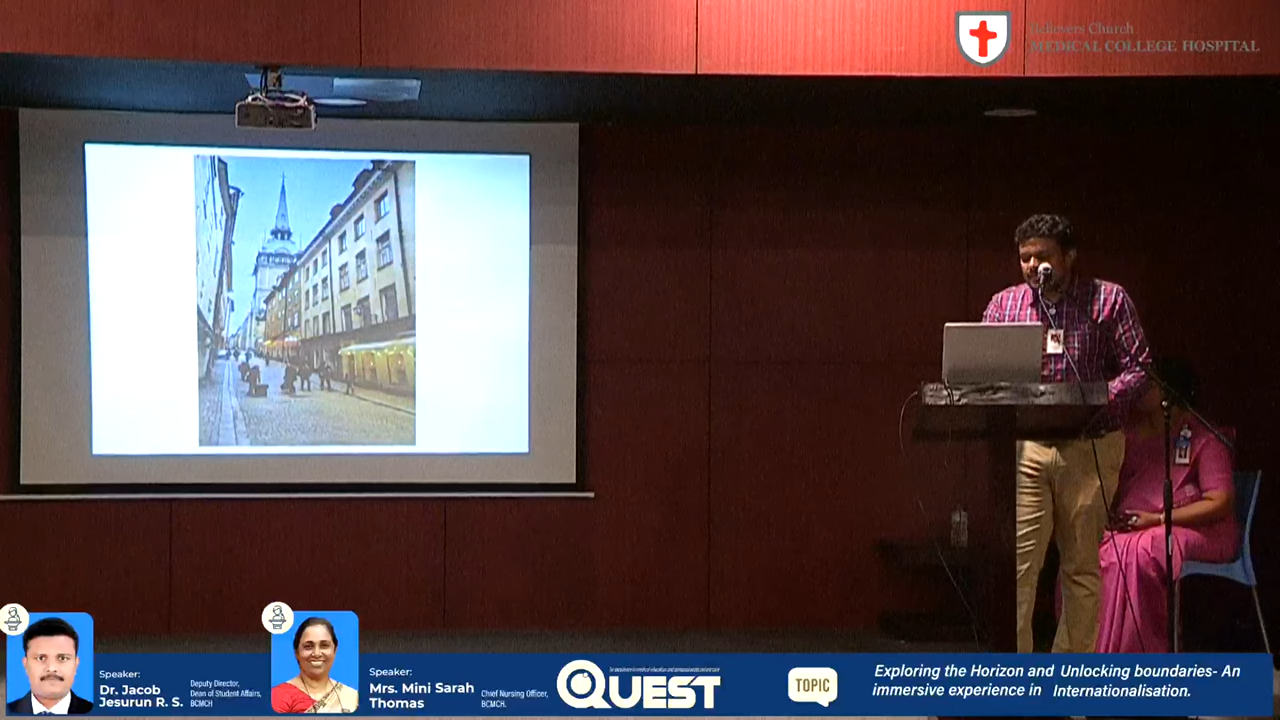 Believers Church
MEDICAL COLLEGE HOSPITAL
Speaker:
Dr. Jacob
Jesurun R. S.
Deputy Director,
Dean of Student Affairs,
BCMCH
Speaker:
Mrs. Mini Sarah
Thomas
Chief Nursing Officer,
BCMCH.
QUEST
TOPIC
Exploring the Horizon and Unlocking boundaries- An
immersive experience in Internationalisation.